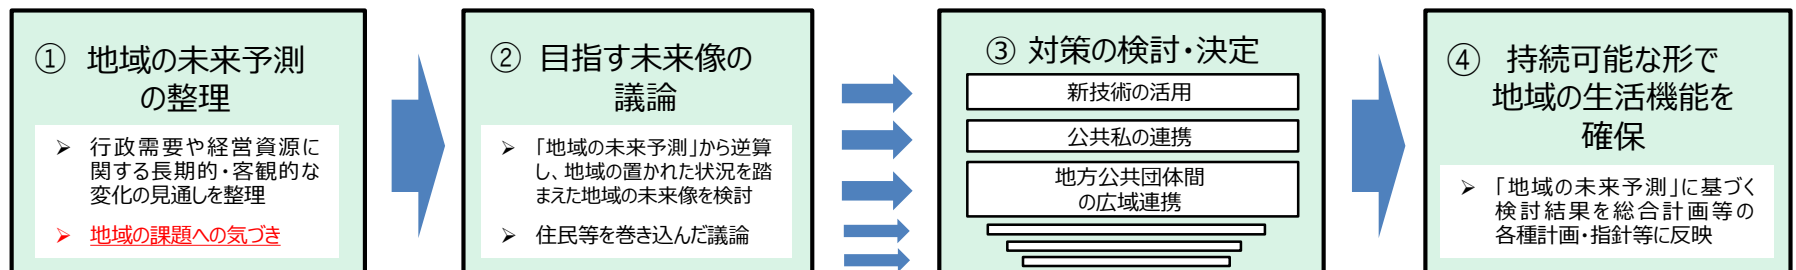 ① 地域の未来予測
の整理
➢ 行政需要や経営資源に
関する長期的・客観的な
変化の見通しを整理
➢ 地域の課題への気づき
② 目指す未来像の
議論
➢ 「地域の未来予測」から逆算
し、地域の置かれた状況を踏
まえた地域の未来像を検討
➢ 住民等を巻き込んだ議論
③ 対策の検討・決定
新技術の活用
公共私の連携
地方公共団体間
の広域連携
④ 持続可能な形で
地域の生活機能を
確保
➢ 「地域の未来予測」に基づく
検討結果を総合計画等の
各種計画・指針等に反映